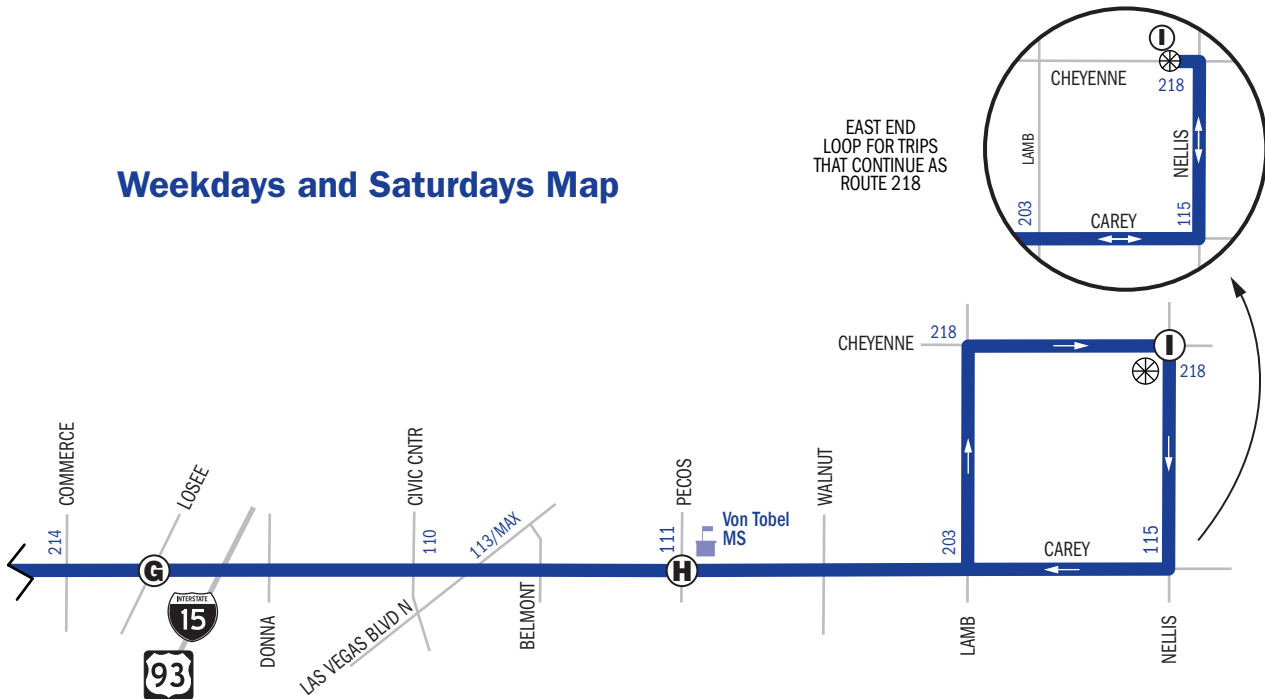 Weekdays and Saturdays Map
EAST END
LOOP FOR TRIPS
THAT CONTINUE AS
ROUTE 218
I
CHEYENNE
218
LAMB
NELLIS
203
CAREY
115
CHEYENNE
218
I
218
COMMERCE
214
LOSEE
G
INTERSTATE
15
93
DONNA
CIVIC CNTR
110
113/MAX
LAS VEGAS BLVD N
BELMONT
PECOS
111
H
Von Tobel
MS
WALNUT
203
LAMB
CAREY
115
NELLIS